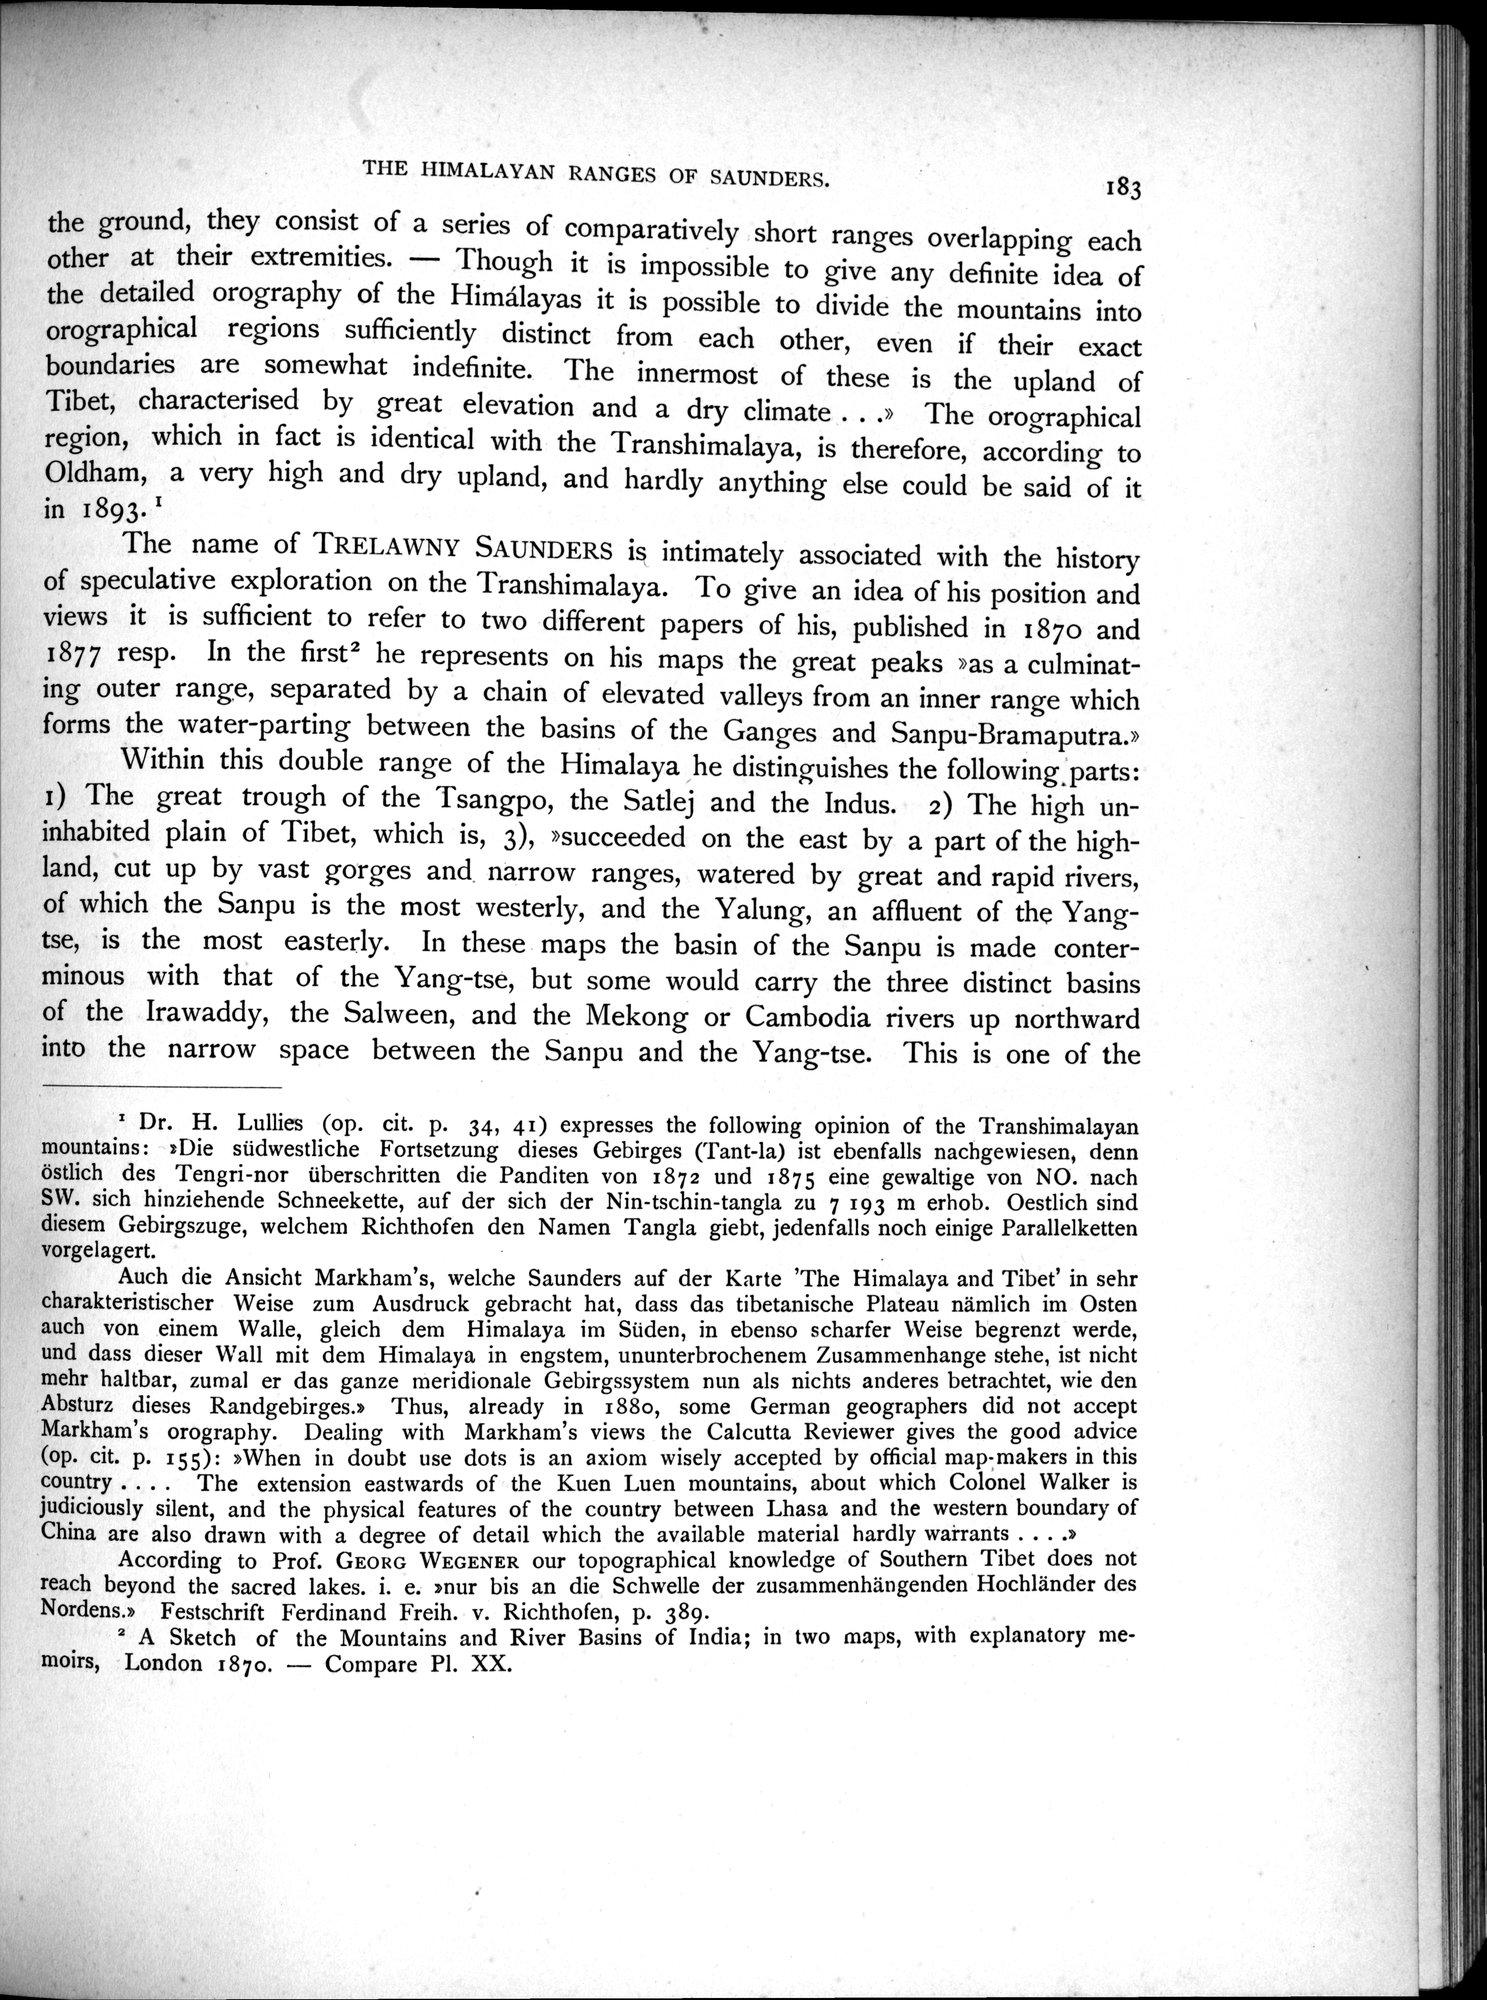 THE HIMALAYAN RANGES OF SAUNDERS.
183
the ground, they consist of a series of comparatively short ranges overlapping each
other at their extremities. — Though it is impossible to give any definite idea of
the detailed orography of the Himálayas it is possible to divide the mountains into
orographical regions sufficiently distinct from each other, even if their exact
boundaries are somewhat indefinite. The innermost of these is the upland of
Tibet, characterised by great elevation and a dry climate . . .» The orographical
region, which in fact is identical with the Transhimalaya, is therefore, according to
Oldham, a very high and dry upland, and hardly anything else could be said of it
in 1893.¹
The name of TRELAWNY SAUNDERS is intimately associated with the history
of speculative exploration on the Transhimalaya. To give an idea of his position and
views it is sufficient to refer to two different papers of his, published in 1870 and
1877 resp. In the first² he represents on his maps the great peaks »as a culminat-
ing outer range, separated by a chain of elevated valleys from an inner range which
forms the water-parting between the basins of the Ganges and Sanpu-Bramaputra.»
Within this double range of the Himalaya he distinguishes the following parts:
1) The great trough of the Tsangpo, the Satlej and the Indus. 2) The high un-
inhabited plain of Tibet, which is, 3), »succeeded on the east by a part of the high-
land, cut up by vast gorges and narrow ranges, watered by great and rapid rivers,
of which the Sanpu is the most westerly, and the Yalung, an affluent of the Yang-
tse, is the most easterly. In these maps the basin of the Sanpu is made conter-
minous with that of the Yang-tse, but some would carry the three distinct basins
of the Irawaddy, the Salween, and the Mekong or Cambodia rivers up northward
into the narrow space between the Sanpu and the Yang-tse. This is one of the
¹ Dr. H. Lullies (op. cit. p. 34, 41) expresses the following opinion of the Transhimalayan
mountains: »Die südwestliche Fortsetzung dieses Gebirges (Tant-la) ist ebenfalls nachgewiesen, denn
östlich des Tengri-nor überschritten die Panditen von 1872 und 1875 eine gewaltige von NO. nach
SW. sich hinziehende Schneekette, auf der sich der Nin-tschin-tangla zu 7 193 m erhob. Oestlich sind
diesem Gebirgszuge, welchem Richthofen den Namen Tangla giebt, jedenfalls noch einige Parallelketten
vorgelagert.
Auch die Ansicht Markham's, welche Saunders auf der Karte 'The Himalaya and Tibet' in sehr
charakteristischer Weise zum Ausdruck gebracht hat, dass das tibetanische Plateau nämlich im Osten
auch von einem Walle, gleich dem Himalaya im Süden, in ebenso scharfer Weise begrenzt werde,
und dass dieser Wall mit dem Himalaya in engstem, ununterbrochenem Zusammenhange stehe, ist nicht
mehr haltbar, zumal er das ganze meridionale Gebirgssystem nun als nichts anderes betrachtet, wie den
Absturz dieses Randgebirges.» Thus, already in 1880, some German geographers did not accept
Markham's orography. Dealing with Markham's views the Calcutta Reviewer gives the good advice
(op. cit. p. 155): »When in doubt use dots is an axiom wisely accepted by official map-makers in this
country . . . . The extension eastwards of the Kuen Luen mountains, about which Colonel Walker is
judiciously silent, and the physical features of the country between Lhasa and the western boundary of
China are also drawn with a degree of detail which the available material hardly warrants . . . .»
According to Prof. GEORG WEGENER our topographical knowledge of Southern Tibet does not
reach beyond the sacred lakes. i. e. »nur bis an die Schwelle der zusammenhängenden Hochländer des
Nordens.» Festschrift Ferdinand Freih. v. Richthofen, p. 389.
² A Sketch of the Mountains and River Basins of India; in two maps, with explanatory me-
moirs, London 1870. — Compare Pl. XX.